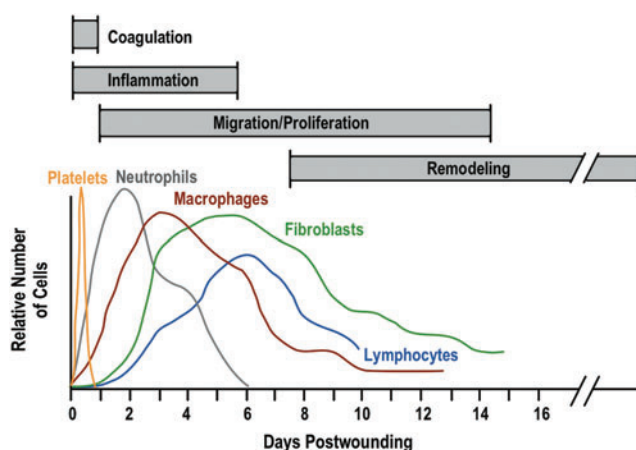 Coagulation
Inflammation
Migration/Proliferation
Remodeling
Platelets
Neutrophils
Macrophages
Fibroblasts
Lymphocytes
Relative Number
of Cells
0 2 4 6 8 10 12 14 16
Days Postwounding